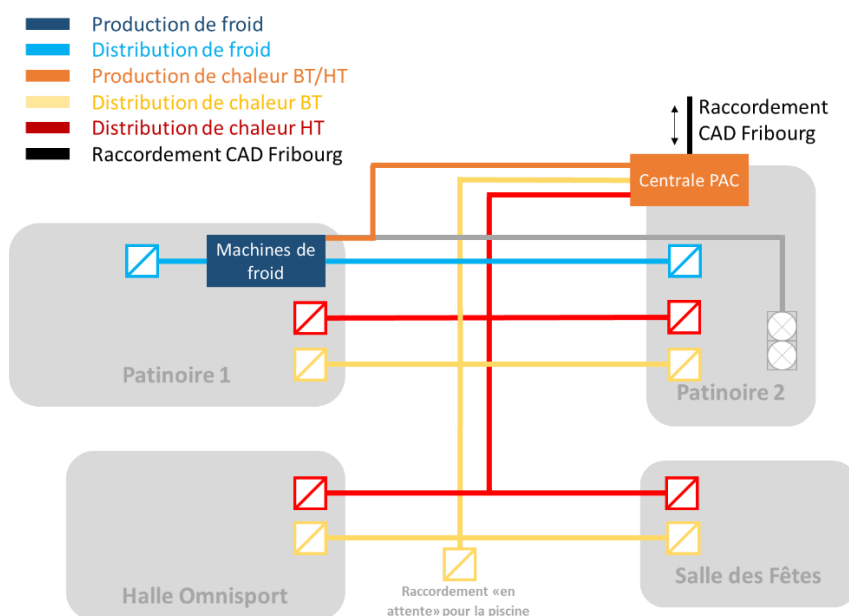 Production de froid
Distribution de froid
Production de chaleur BT/HT
Distribution de chaleur BT
Distribution de chaleur HT
Raccordement CAD Fribourg
Raccordement
CAD Fribourg
Centrale PAC
Machines de
froid
Patinoire 1
Patinoire 2
Halle Omnisport
Raccordement «en
attente» pour la piscine
Salle des Fêtes